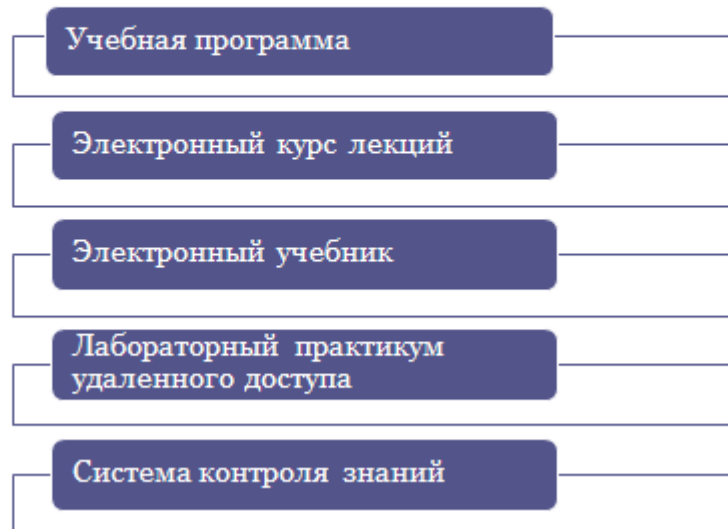 Учебная программа
Электронный курс лекций
Электронный учебник
Лабораторный практикум
удаленного доступа
Система контроля знаний